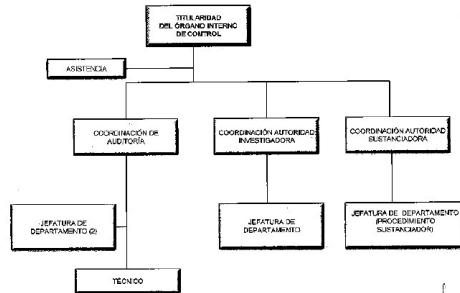 TITULARIDAD
DEL ÓRGANO INTERNO
DE CONTROL
ASISTENCIA
COORDINACIÓN DE
AUDITORÍA
COORDINACIÓN AUTORIDAD
INVESTIGADORA
COORDINACIÓN AUTORIDAD
SUSTANCIADORA
JEFATURA DE
DEPARTAMENTO (2)
JEFATURA DE
DEPARTAMENTO
JEFATURA DE DEPARTAMENTO
(PROCEDIMIENTO
SUSTANCIADOR)
TÉCNICO